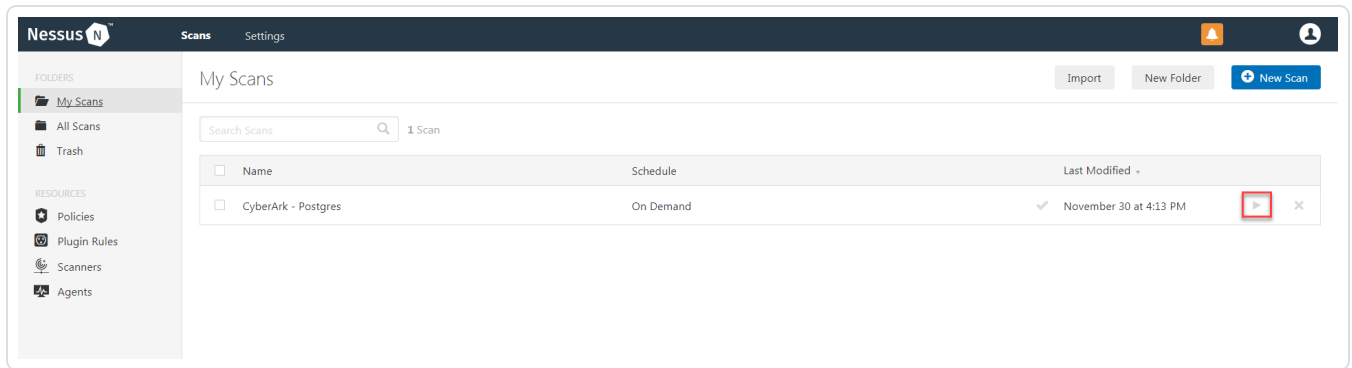 Nessus N ™
Scans Settings
FOLDERS
My Scans
All Scans
Trash
RESOURCES
Policies
Plugin Rules
Scanners
Agents
My Scans
Import New Folder New Scan
Search Scans 1 Scan
Name Schedule Last Modified
CyberArk - Postgres On Demand November 30 at 4:13 PM